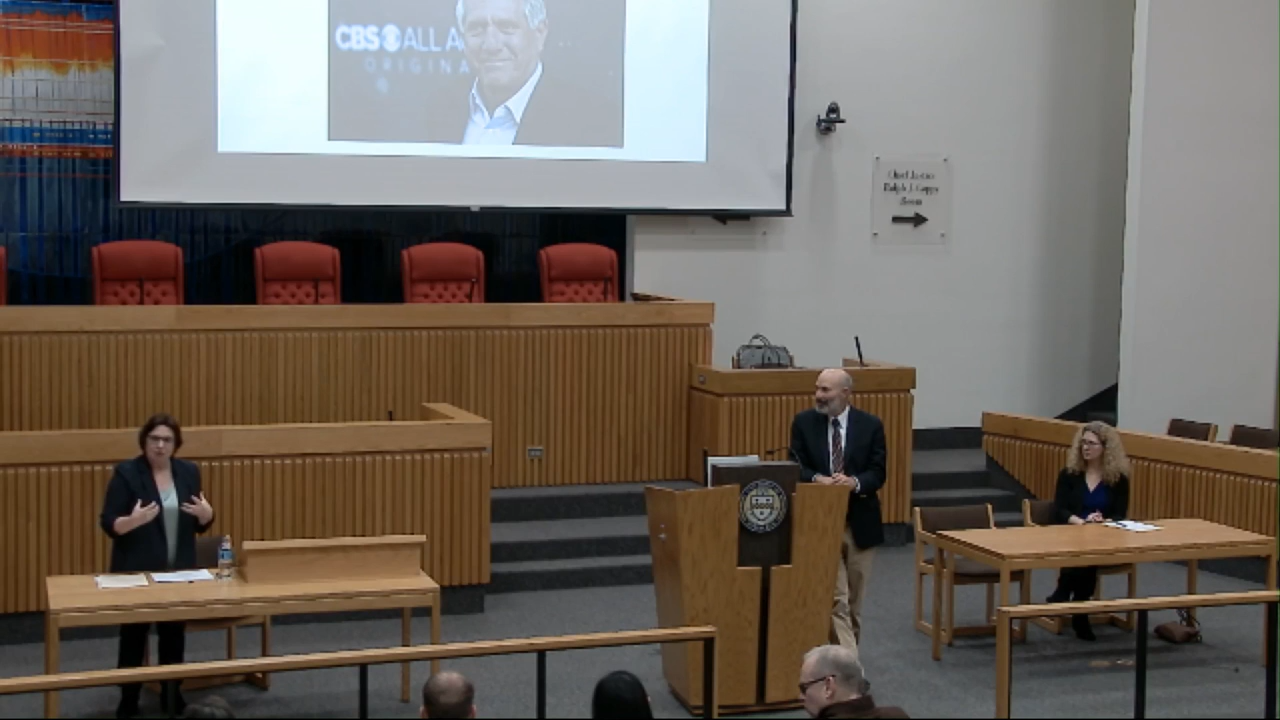 CBS ALL A
ORIGINA
Chief Justice
Ralph J. Cappy
Room